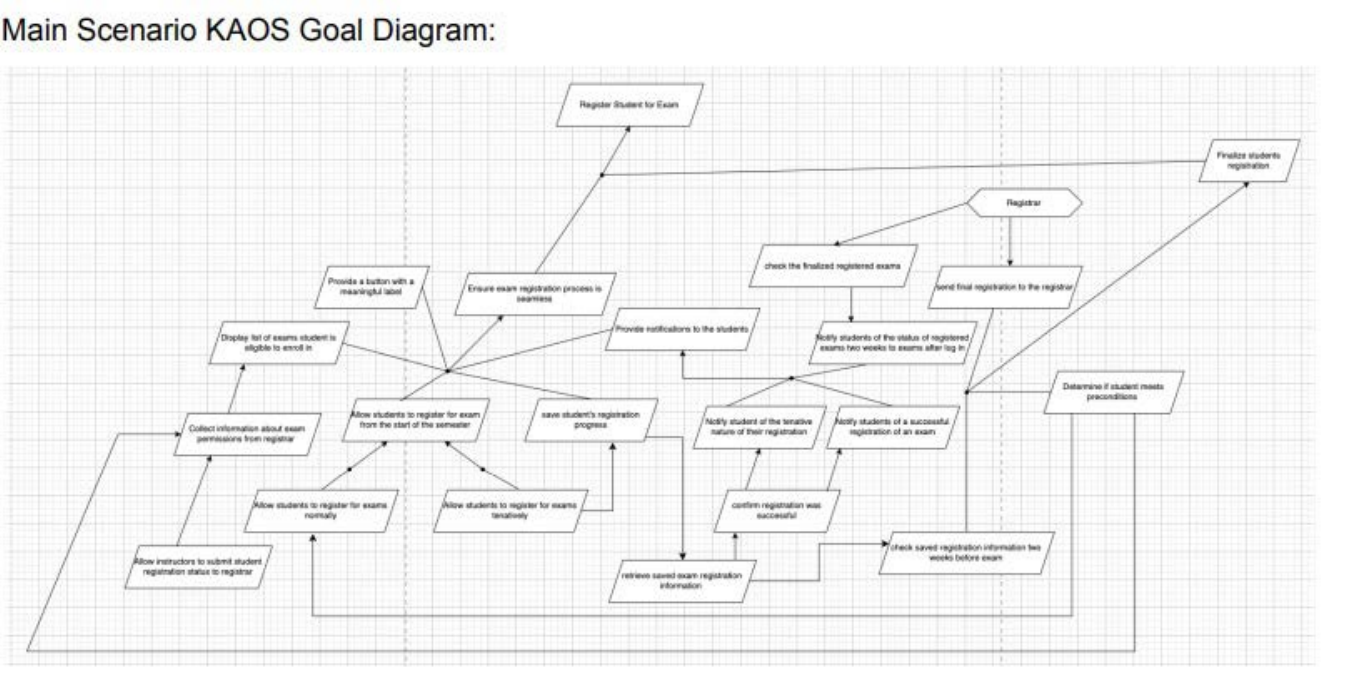 Main Scenario KAOS Goal Diagram:
Register Student for Exam
Finalize students
registration
Registrar
check the finalized registered exams
send final registration to the registrar
Provide a button with a
meaningful label
Ensure exam registration process is
seamless
Provide notifications to the students
Notify students of the status of registered
exams two weeks to exams after log in
Display list of exams student is
eligible to enroll in
Determine if student meets
preconditions
Collect information about exam
permissions from registrar
Allow students to register for exam
from the start of the semester
save student's registration
progress
Notify student of the tenative
nature of their registration
Notify students of a successful
registration of an exam
Allow students to register for exams
normally
Allow students to register for exams
tenatively
confirm registration was
successful
Allow instructors to submit student
registration status to registrar
retrieve saved exam registration
information
check saved registration information two
weeks before exam